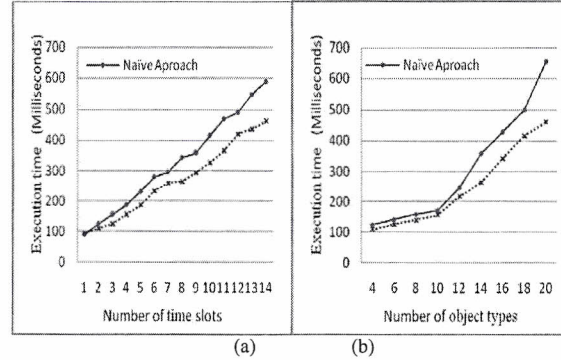 700
600
500
400
300
200
100
0
Execution time (Milliseconds)
Naïve Aproach
1 2 3 4 5 6 7 8 9 10 11 12 13 14
Number of time slots
(a)
700
600
500
400
300
200
100
0
Execution time (Milliseconds)
Naïve Aproach
4 6 8 10 12 14 16 18 20
Number of object types
(b)